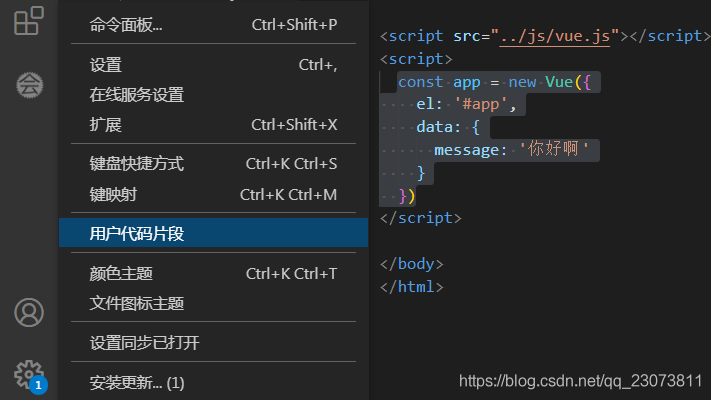 会
1
命令面板... Ctrl+Shift+P
设置 Ctrl+,
在线服务设置
扩展 Ctrl+Shift+X
键盘快捷方式 Ctrl+K Ctrl+S
键映射 Ctrl+K Ctrl+M
用户代码片段
颜色主题 Ctrl+K Ctrl+T
文件图标主题
设置同步已打开
安装更新... (1)
<script src="../js/vue.js"></script>
<script>
const app = new Vue({
el: '#app',
data: {
message: '你好啊'
}
})
</script>
</body>
</html>
https://blog.csdn.net/qq_23073811